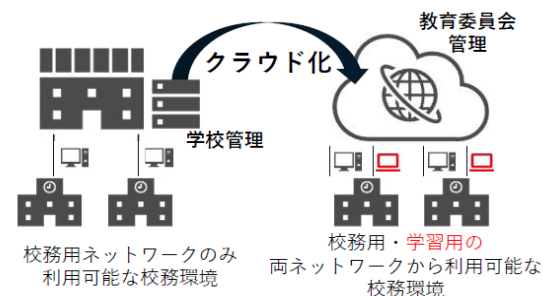 教育委員会
管理
クラウド化
学校管理
校務用ネットワークのみ
利用可能な校務環境
校務用・学習用の
両ネットワークから利用可能な
校務環境